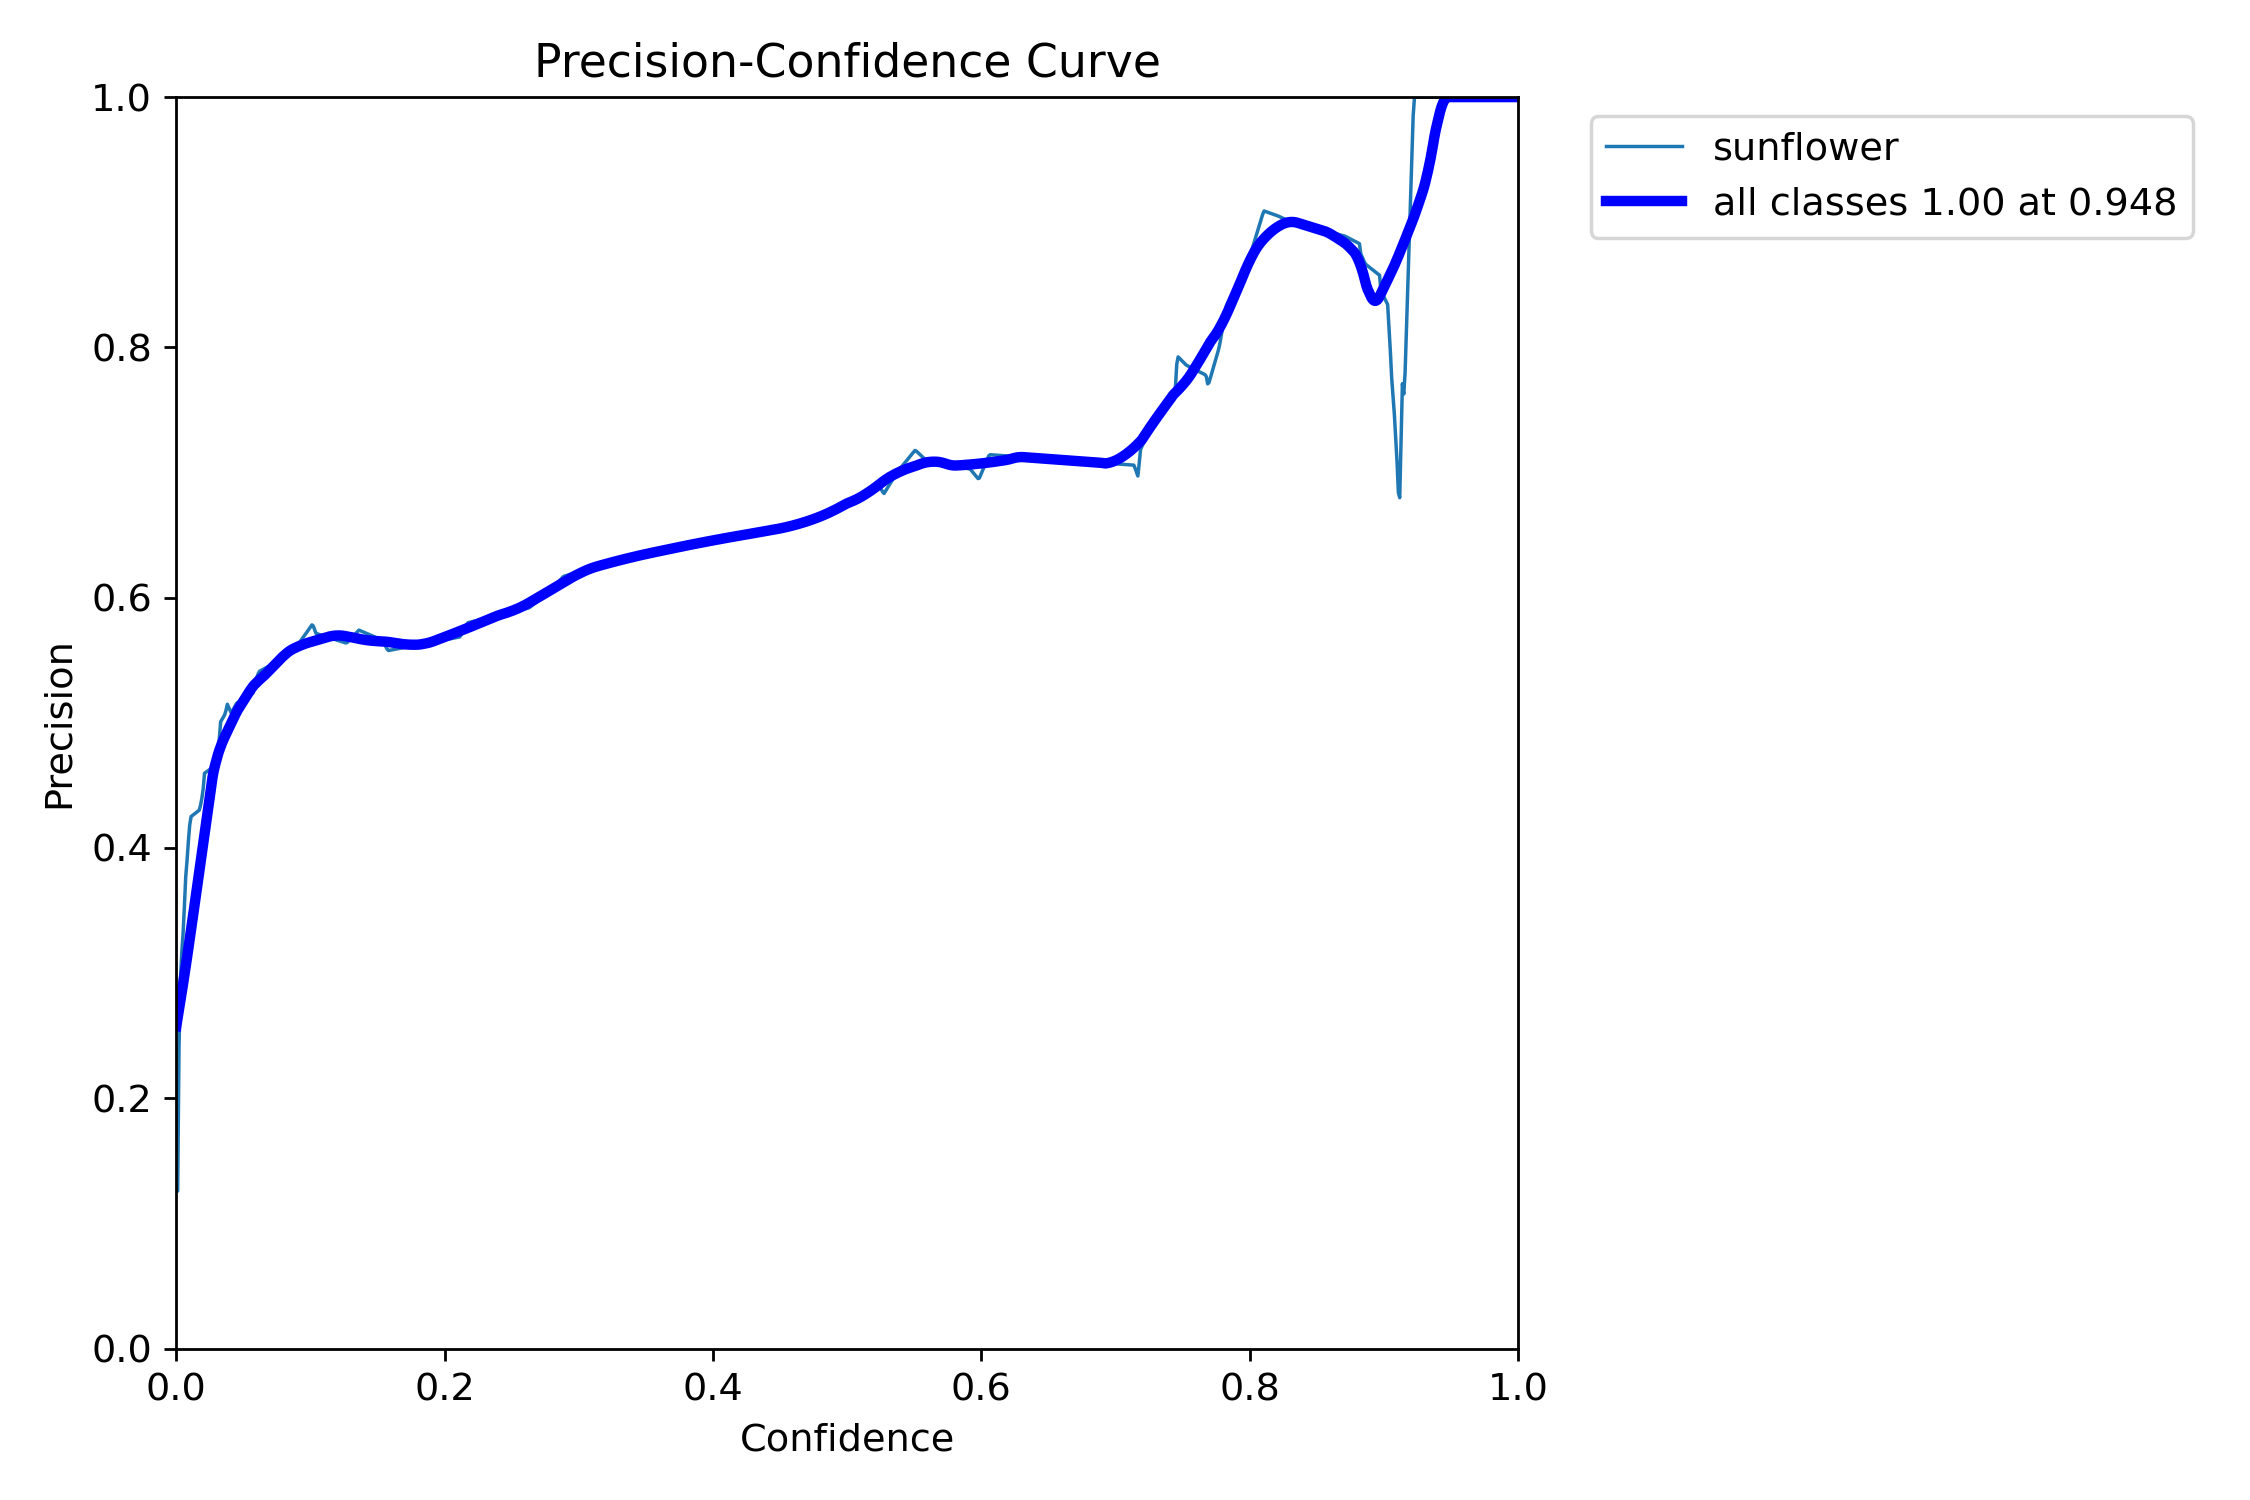 Precision-Confidence Curve
sunflower
all classes 1.00 at 0.948
1.0
0.8
0.6
0.4
0.2
0.0
Precision
0.0 0.2 0.4 0.6 0.8 1.0
Confidence